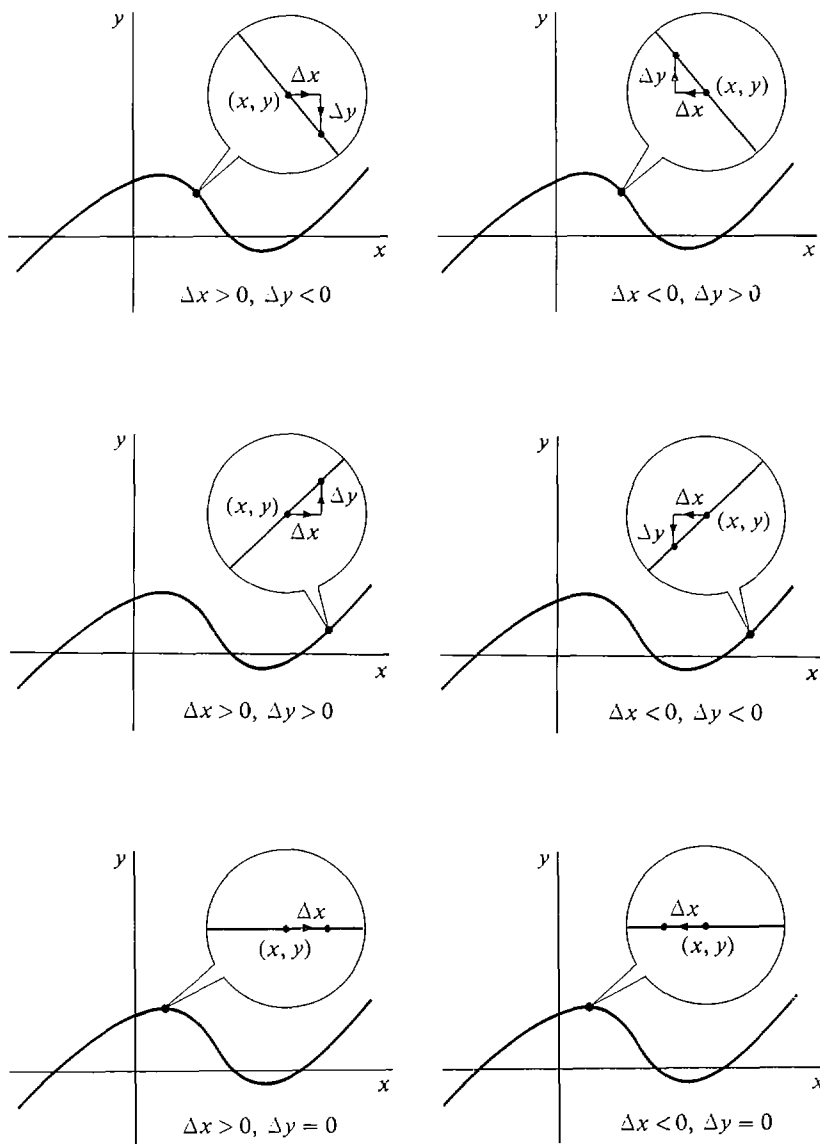 y
Δx
(x, y)
Δy
x
Δx > 0, Δy < 0
y
Δy
(x, y)
Δx
x
Δx < 0, Δy > 0
y
(x, y)
Δy
Δx
x
Δx > 0, Δy > 0
y
Δx
(x, y)
Δy
x
Δx < 0, Δy < 0
y
Δx
(x, y)
x
Δx > 0, Δy = 0
y
Δx
(x, y)
x
Δx < 0, Δy = 0